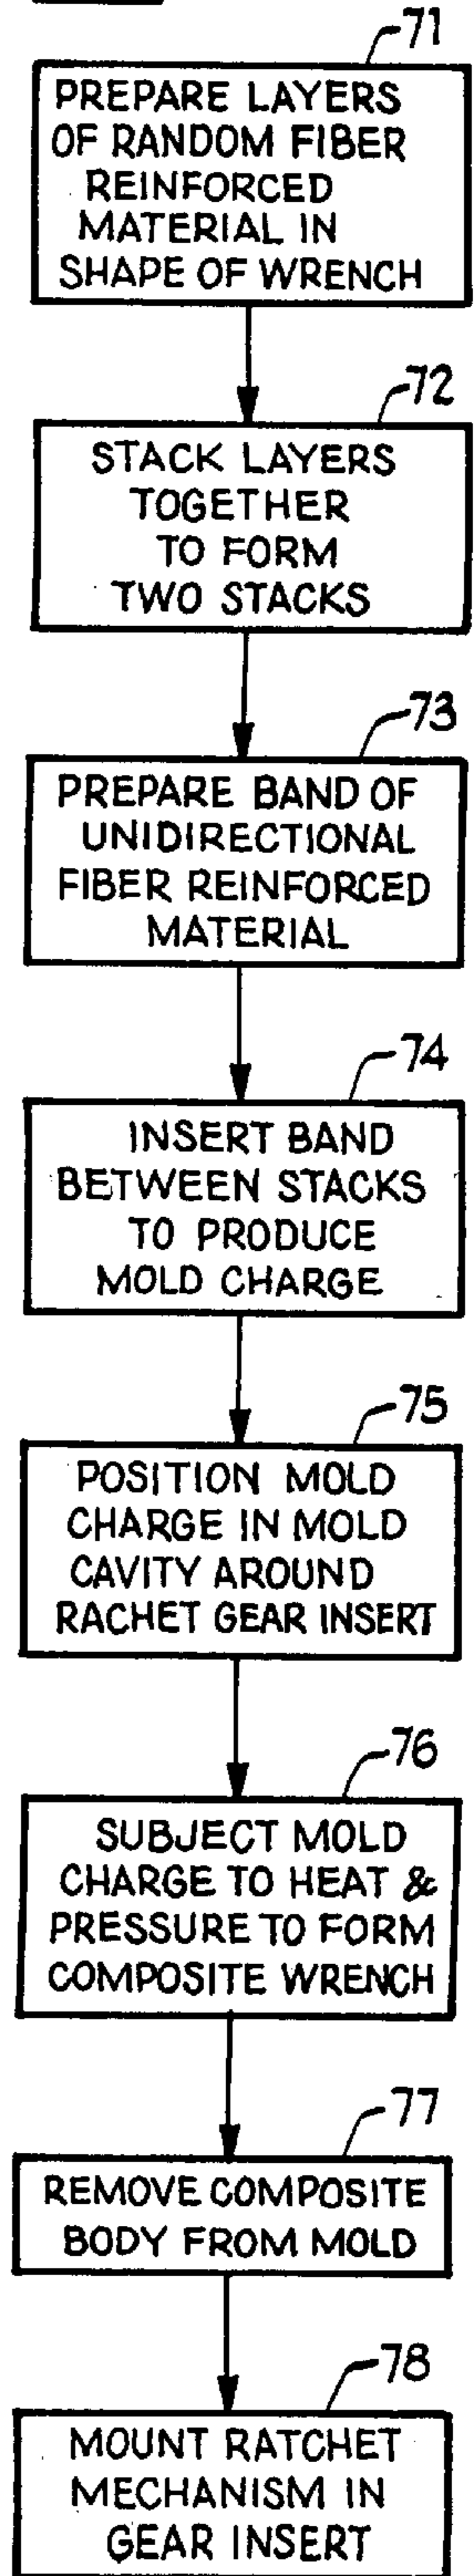 71
PREPARE LAYERS
OF RANDOM FIBER
REINFORCED
MATERIAL IN
SHAPE OF WRENCH
72
STACK LAYERS
TOGETHER
TO FORM
TWO STACKS
73
PREPARE BAND OF
UNIDIRECTIONAL
FIBER REINFORCED
MATERIAL
74
INSERT BAND
BETWEEN STACKS
TO PRODUCE
MOLD CHARGE
75
POSITION MOLD
CHARGE IN MOLD
CAVITY AROUND
RACHET GEAR INSERT
76
SUBJECT MOLD
CHARGE TO HEAT &
PRESSURE TO FORM
COMPOSITE WRENCH
77
REMOVE COMPOSITE
BODY FROM MOLD
78
MOUNT RATCHET
MECHANISM IN
GEAR INSERT